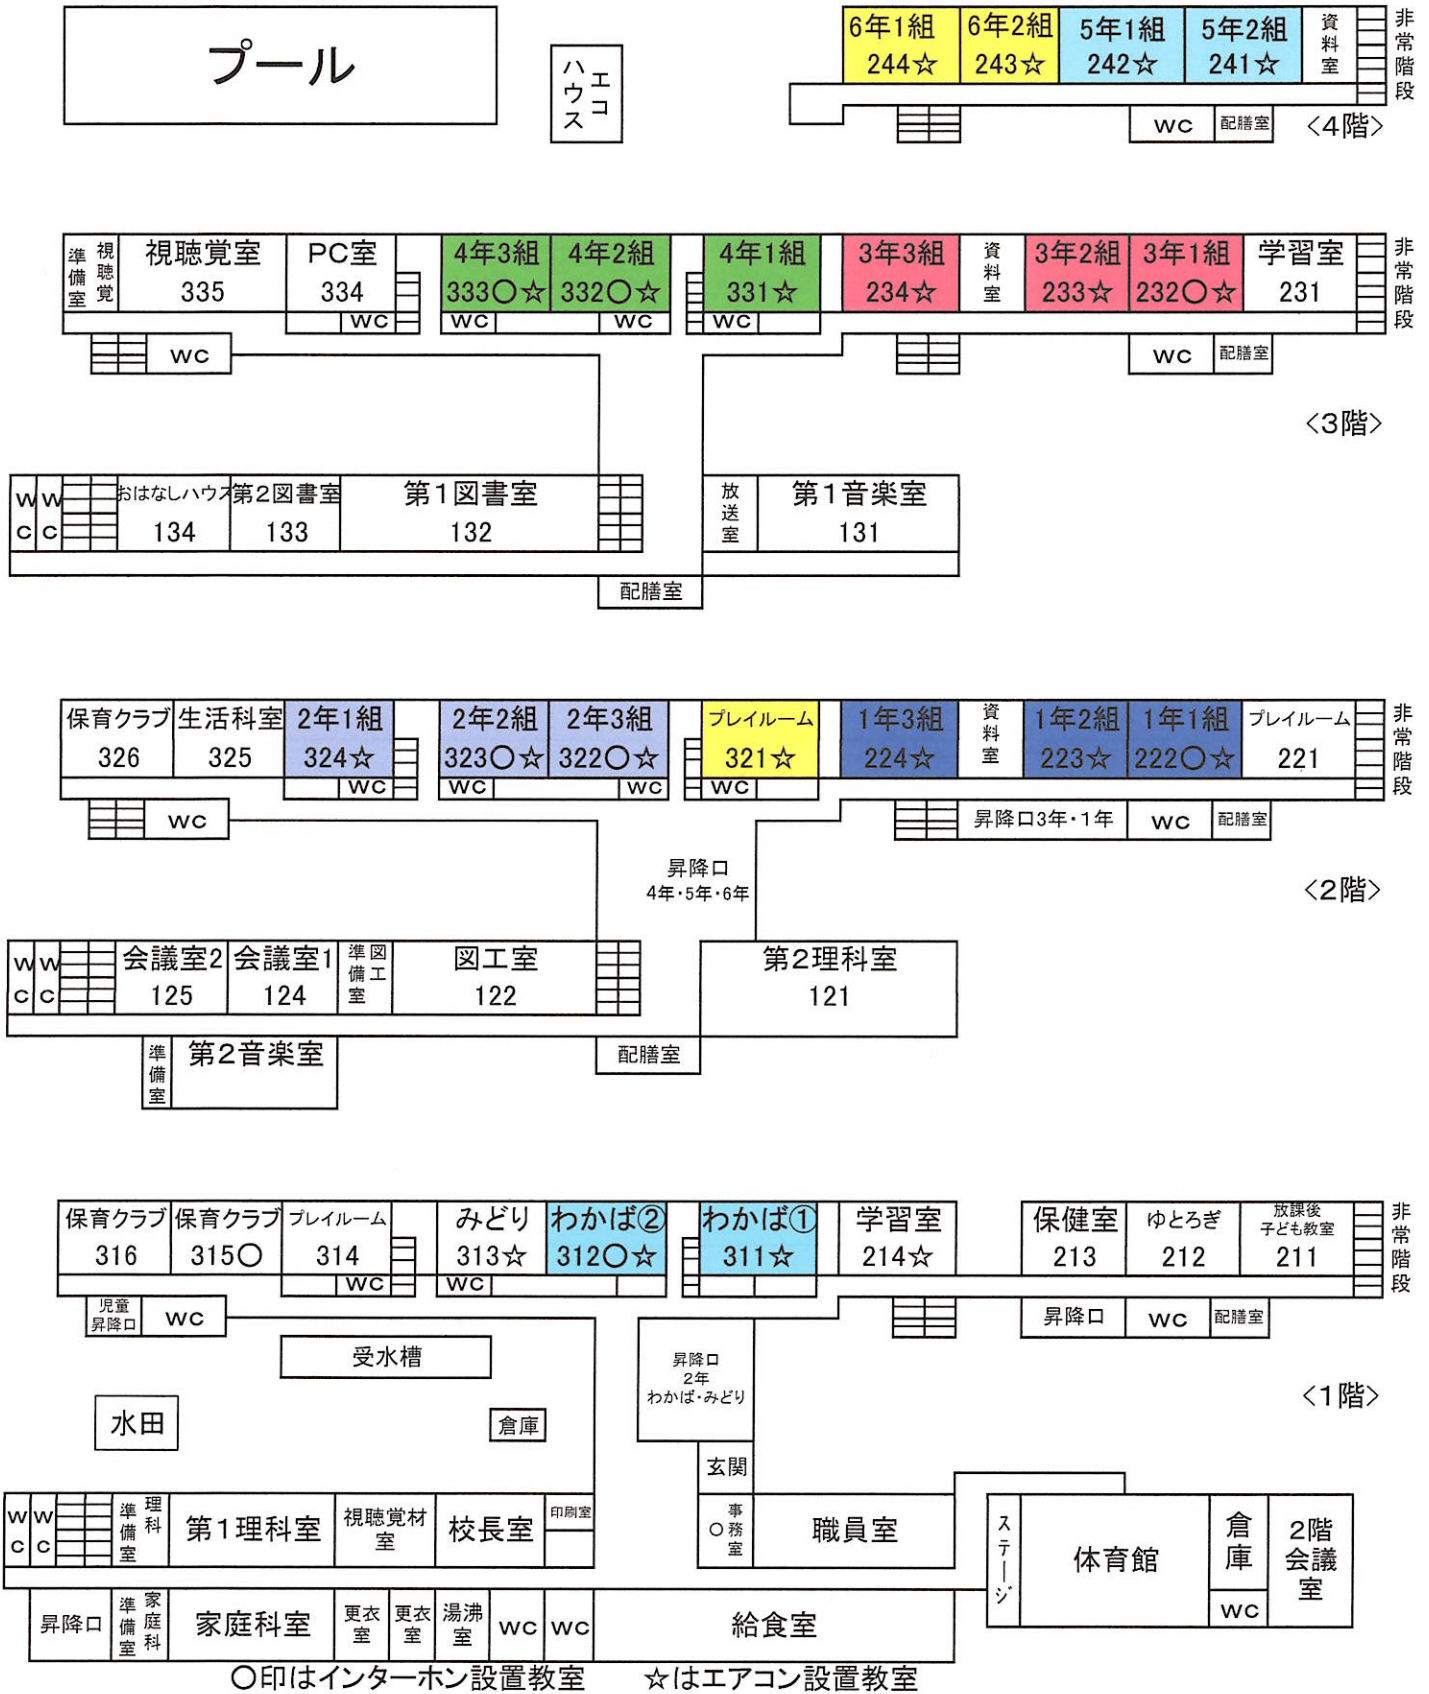 プール
エコハウス
6年1組
244☆
6年2組
243☆
5年1組
242☆
5年2組
241☆
資料室
非常階段
WC
配膳室
<4階>
視聴覚準備室
視聴覚室
335
PC室
334
WC
4年3組
333〇☆
WC
4年2組
332〇☆
WC
4年1組
331☆
WC
3年3組
234☆
資料室
3年2組
233☆
3年1組
232〇☆
学習室
231
非常階段
WC
WC
配膳室
<3階>
WC
WC
おはなしハウス
134
第2図書室
133
第1図書室
132
放送室
第1音楽室
131
配膳室
保育クラブ
326
生活科室
325
2年1組
324☆
WC
2年2組
323〇☆
WC
2年3組
322〇☆
WC
プレイルーム
321☆
WC
1年3組
224☆
資料室
1年2組
223☆
1年1組
222〇☆
プレイルーム
221
非常階段
WC
昇降口3年・1年
WC
配膳室
昇降口
4年・5年・6年
<2階>
WC
WC
会議室2
125
会議室1
124
図工準備室
図工室
122
第2理科室
121
準備室
第2音楽室
配膳室
保育クラブ
316
保育クラブ
315〇
プレイルーム
314
WC
みどり
313☆
WC
わかば②
312〇☆
わかば①
311☆
学習室
214☆
保健室
213
ゆとろぎ
212
放課後
子ども教室
211
非常階段
児童
昇降口
WC
昇降口
WC
配膳室
受水槽
昇降口
2年
わかば・みどり
<1階>
水田
倉庫
玄関
WC
WC
理科準備室
第1理科室
視聴覚材
室
校長室
印刷室
〇事務室
職員室
ステージ
体育館
倉庫
WC
2階
会議
室
昇降口
家庭科準備室
家庭科室
更衣
室
更衣
室
湯沸
室
WC
WC
給食室
〇印はインターホン設置教室　☆はエアコン設置教室